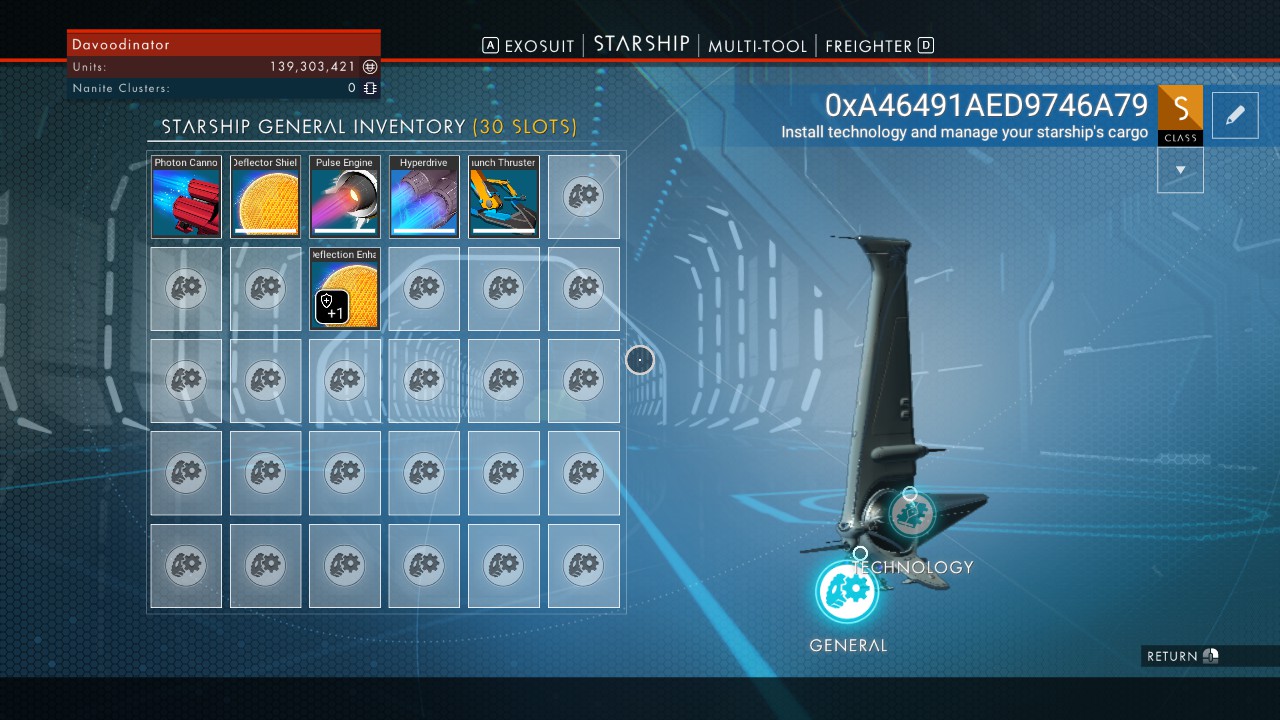 Davoodinator
Units: 139,303,421
Nanite Clusters: 0
A EXOSUIT STARSHIP MULTI-TOOL FREIGHTER D
0xA46491AED9746A79
Install technology and manage your starship's cargo
S
CLASS
STARSHIP GENERAL INVENTORY (30 SLOTS)
Photon Canno Deflector Shiel Pulse Engine Hyperdrive aunch Thruster
Deflection Enha
+1
TECHNOLOGY
GENERAL
RETURN